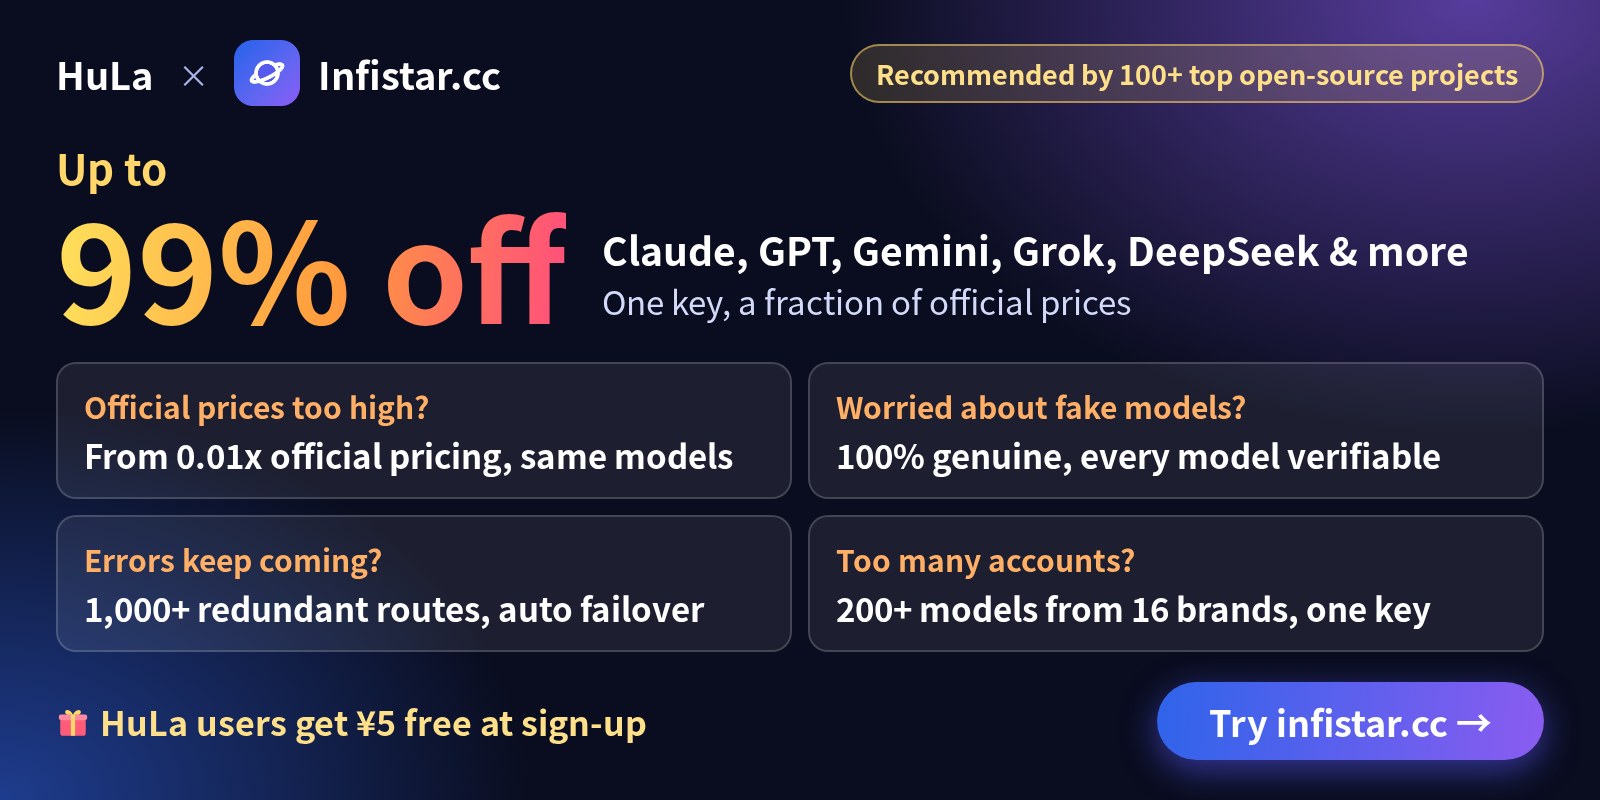 HuLa × Infistar.cc
Recommended by 100+ top open-source projects
Up to
99% off
Claude, GPT, Gemini, Grok, DeepSeek & more
One key, a fraction of official prices
Official prices too high?
From 0.01x official pricing, same models
Worried about fake models?
100% genuine, every model verifiable
Errors keep coming?
1,000+ redundant routes, auto failover
Too many accounts?
200+ models from 16 brands, one key
HuLa users get ¥5 free at sign-up
Try infistar.cc →